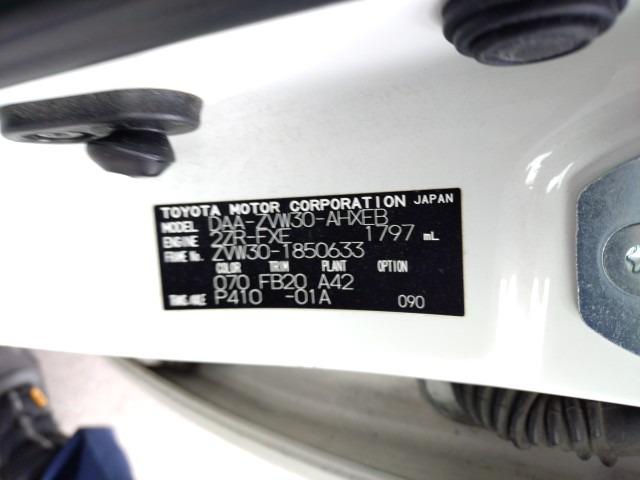 TOYOTA MOTOR CORPORATION JAPAN
MODEL DAA-ZVW30-AHXEB
ENGINE 2ZR-FXE 1797 mL
FRAME No. ZVW30-1850633
COLOR TRIM PLANT OPTION
070 FB20 A42
TRANS/AXLE P410 -01A 090